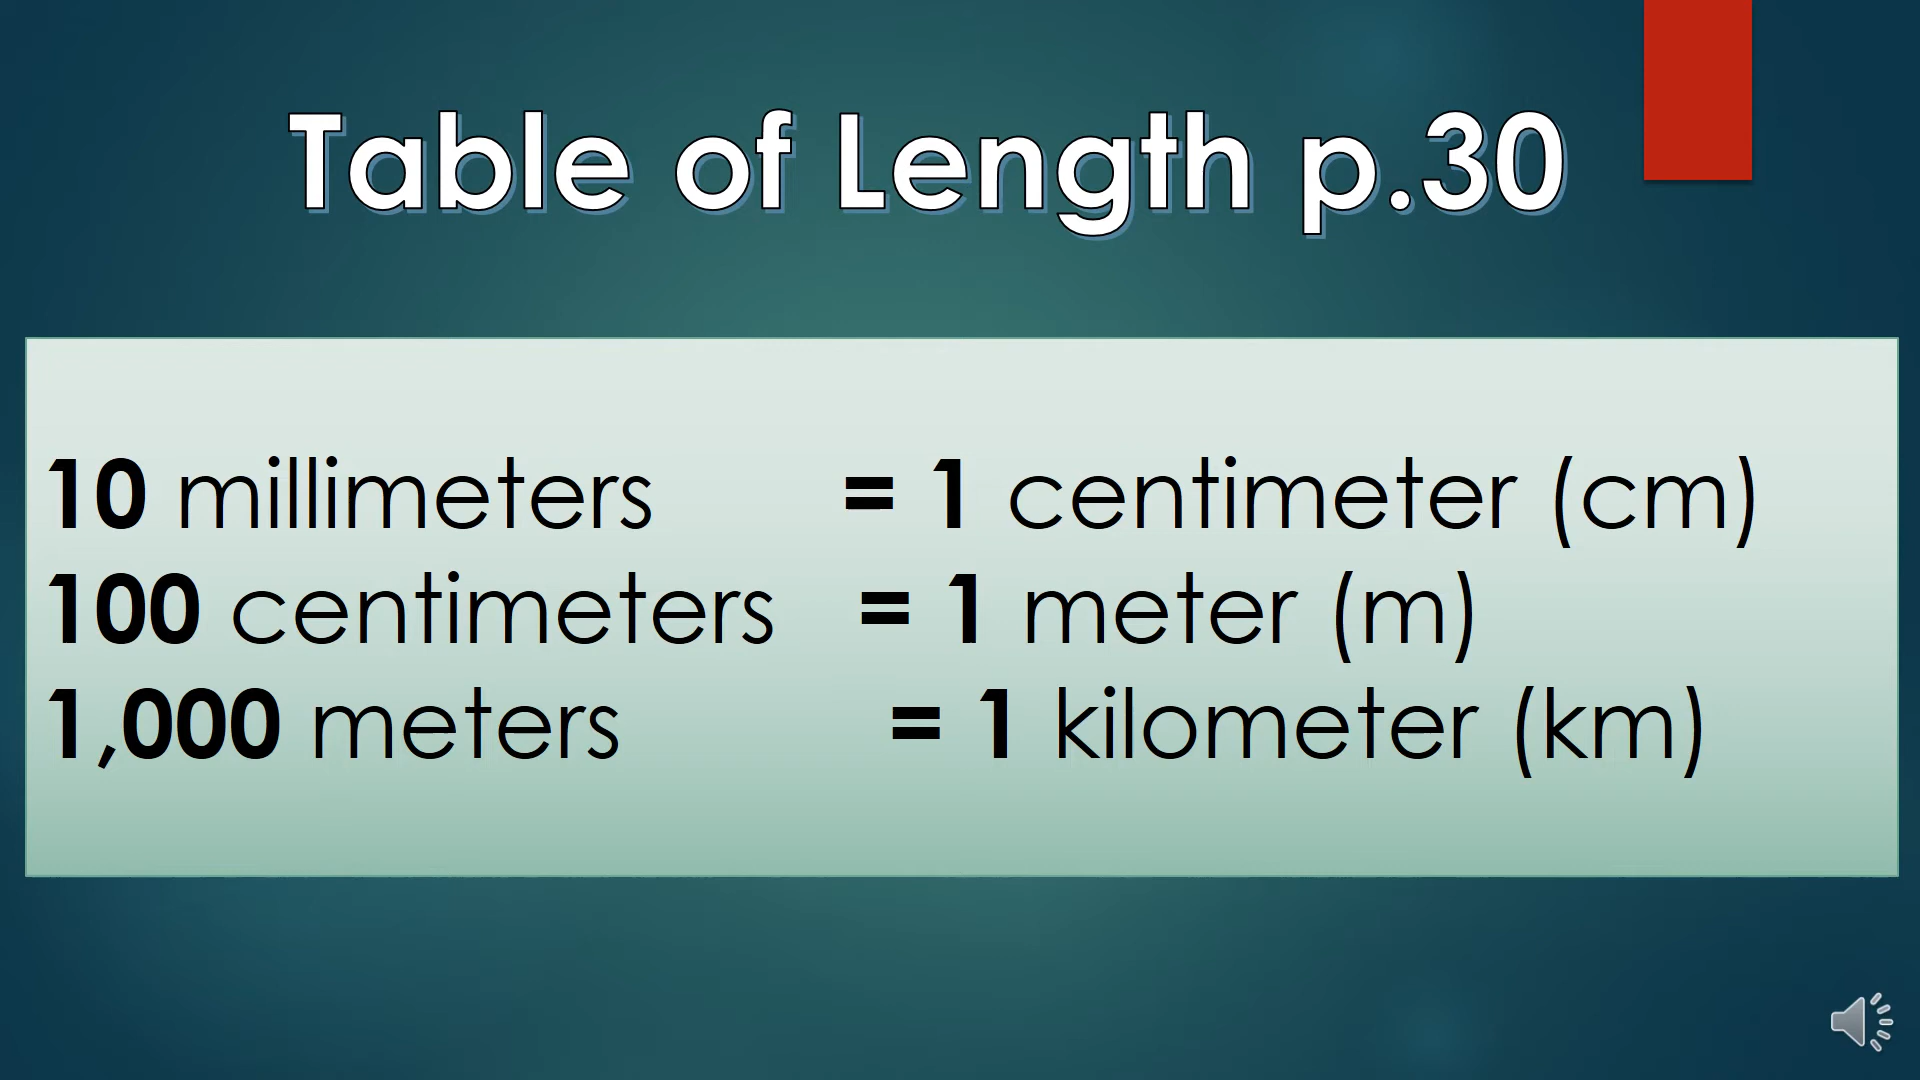 Table of Length p.30
10 millimeters = 1 centimeter (cm)
100 centimeters = 1 meter (m)
1,000 meters = 1 kilometer (km)